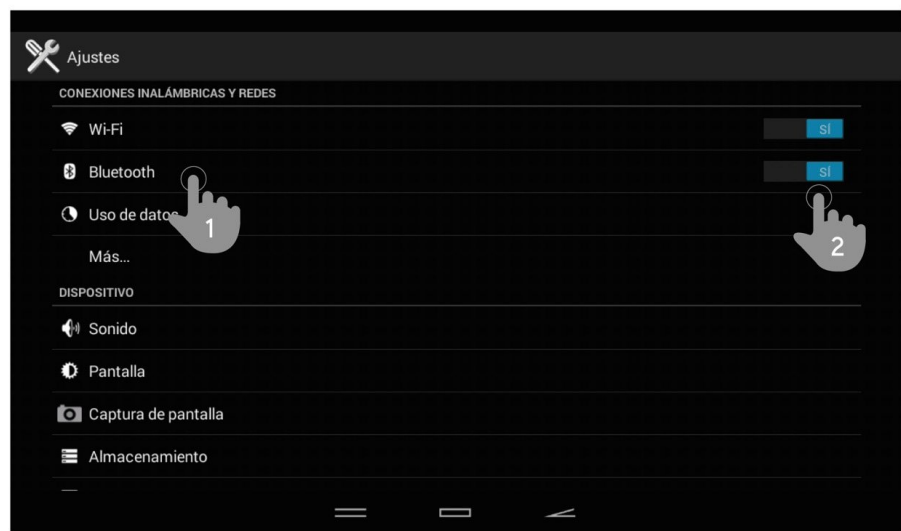 Ajustes
CONEXIONES INALÁMBRICAS Y REDES
Wi-Fi SÍ
Bluetooth SÍ
1
Uso de datos
2
Más...
DISPOSITIVO
Sonido
Pantalla
Captura de pantalla
Almacenamiento